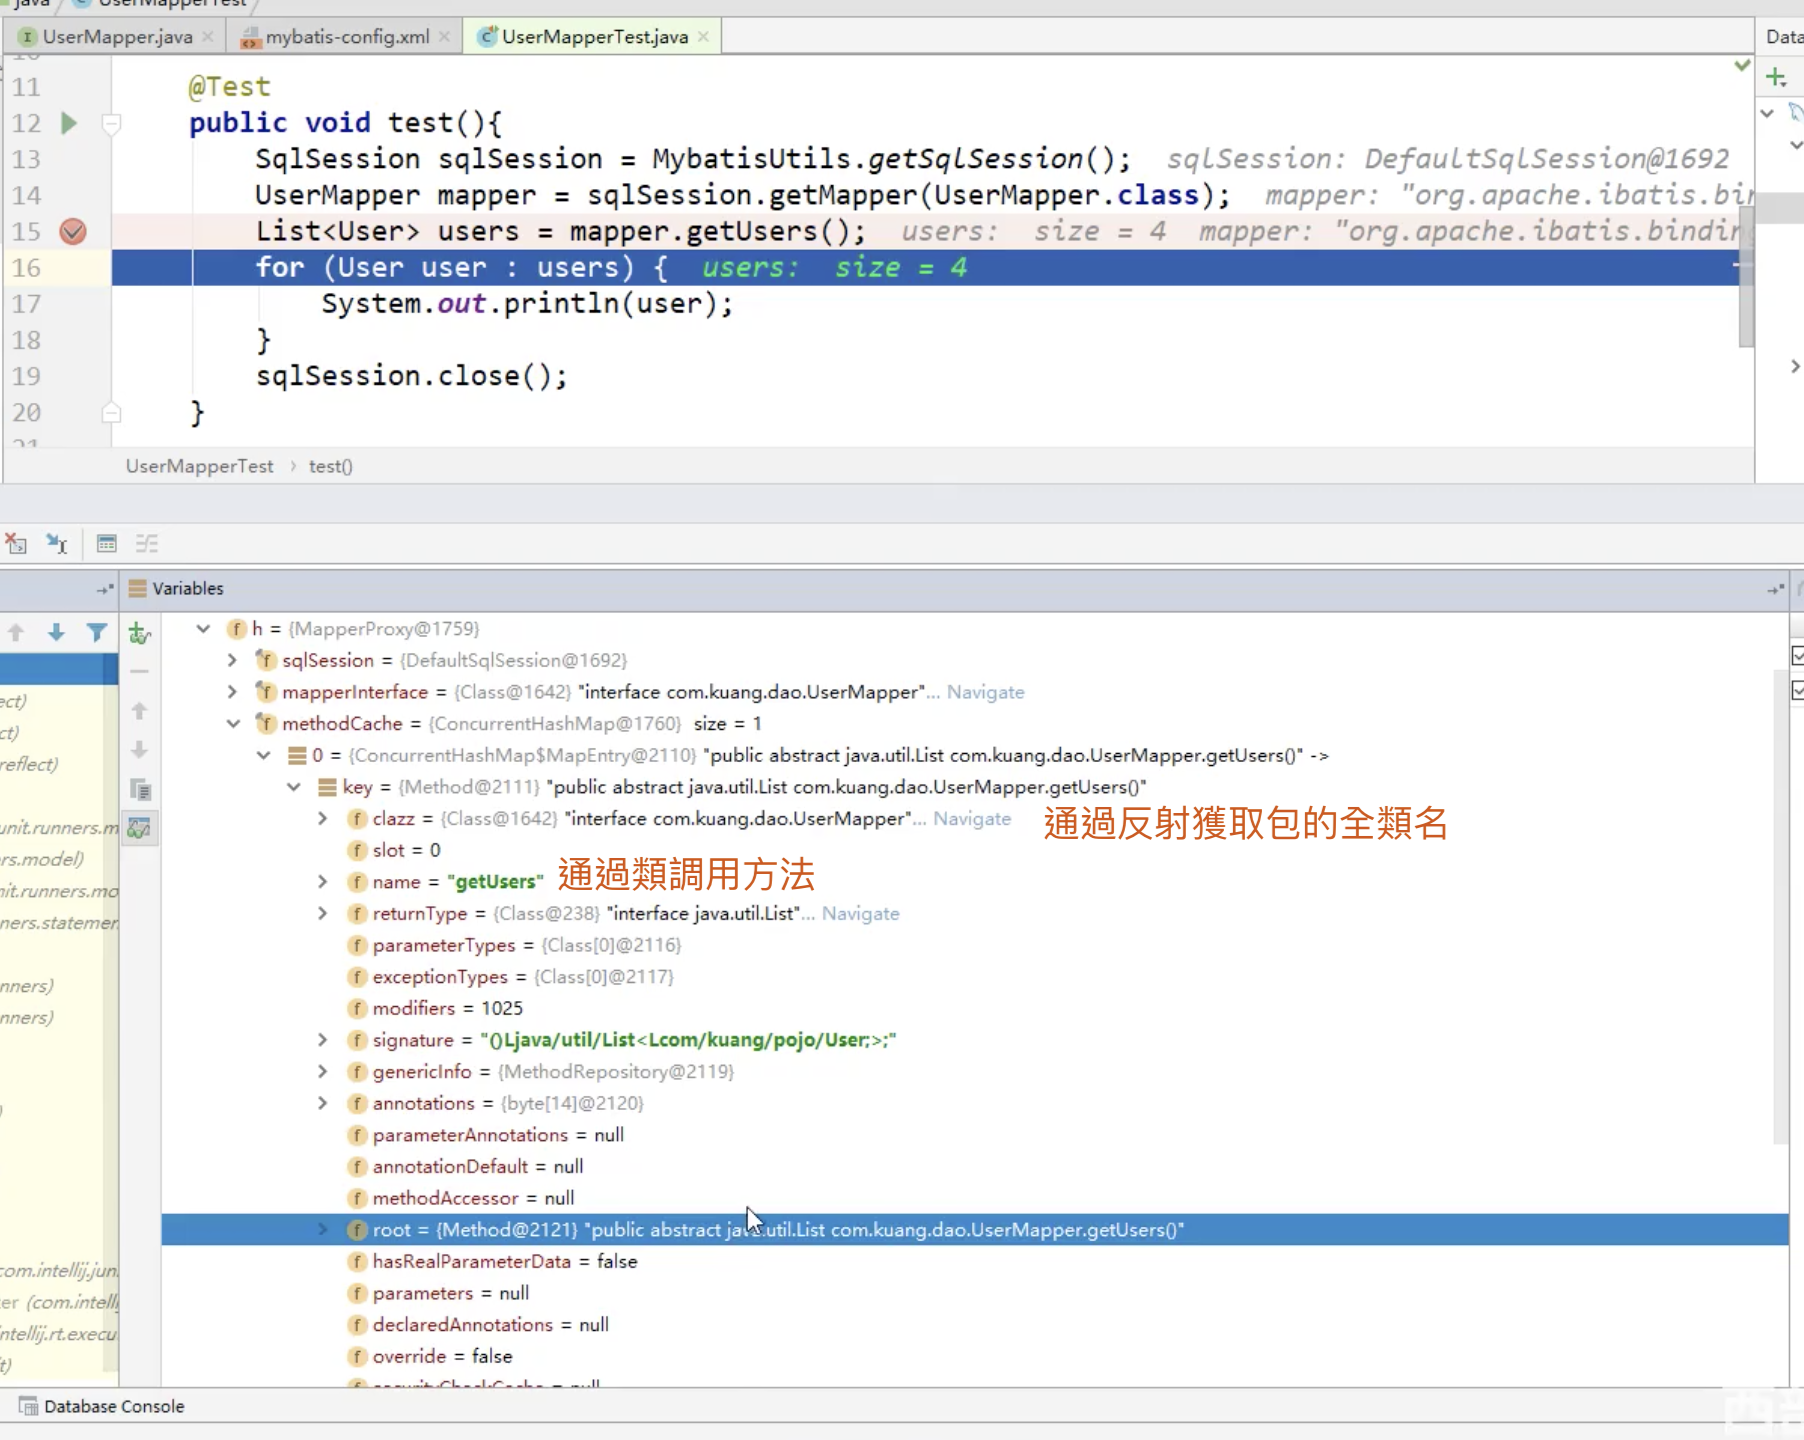 java UserMapperTest
UserMapper.java mybatis-config.xml UserMapperTest.java
Data
11 @Test
12 public void test(){
13 SqlSession sqlSession = MybatisUtils.getSqlSession(); sqlSession: DefaultSqlSession@1692
14 UserMapper mapper = sqlSession.getMapper(UserMapper.class); mapper: "org.apache.ibatis.bin
15 List<User> users = mapper.getUsers(); users: size = 4 mapper: "org.apache.ibatis.binding
16 for (User user : users) { users: size = 4
17 System.out.println(user);
18 }
19 sqlSession.close();
20 }
21
UserMapperTest › test()
Variables
h = {MapperProxy@1759}
sqlSession = {DefaultSqlSession@1692}
mapperInterface = {Class@1642} "interface com.kuang.dao.UserMapper"... Navigate
methodCache = {ConcurrentHashMap@1760} size = 1
0 = {ConcurrentHashMap$MapEntry@2110} "public abstract java.util.List com.kuang.dao.UserMapper.getUsers()" ->
key = {Method@2111} "public abstract java.util.List com.kuang.dao.UserMapper.getUsers()"
clazz = {Class@1642} "interface com.kuang.dao.UserMapper"... Navigate 通過反射獲取包的全類名
slot = 0
name = "getUsers" 通過類調用方法
returnType = {Class@238} "interface java.util.List"... Navigate
parameterTypes = {Class[0]@2116}
exceptionTypes = {Class[0]@2117}
modifiers = 1025
signature = "()Ljava/util/List<Lcom/kuang/pojo/User;>;"
genericInfo = {MethodRepository@2119}
annotations = {byte[14]@2120}
parameterAnnotations = null
annotationDefault = null
methodAccessor = null
root = {Method@2121} "public abstract java.util.List com.kuang.dao.UserMapper.getUsers()"
hasRealParameterData = false
parameters = null
declaredAnnotations = null
override = false
ect)
ct)
reflect)
unit.runners.m
rs.model)
nit.runners.mo
ners.statemen
nners)
nners)
)
com.intellij.jun
er (com.intell
intellij.rt.execu
t)
Database Console